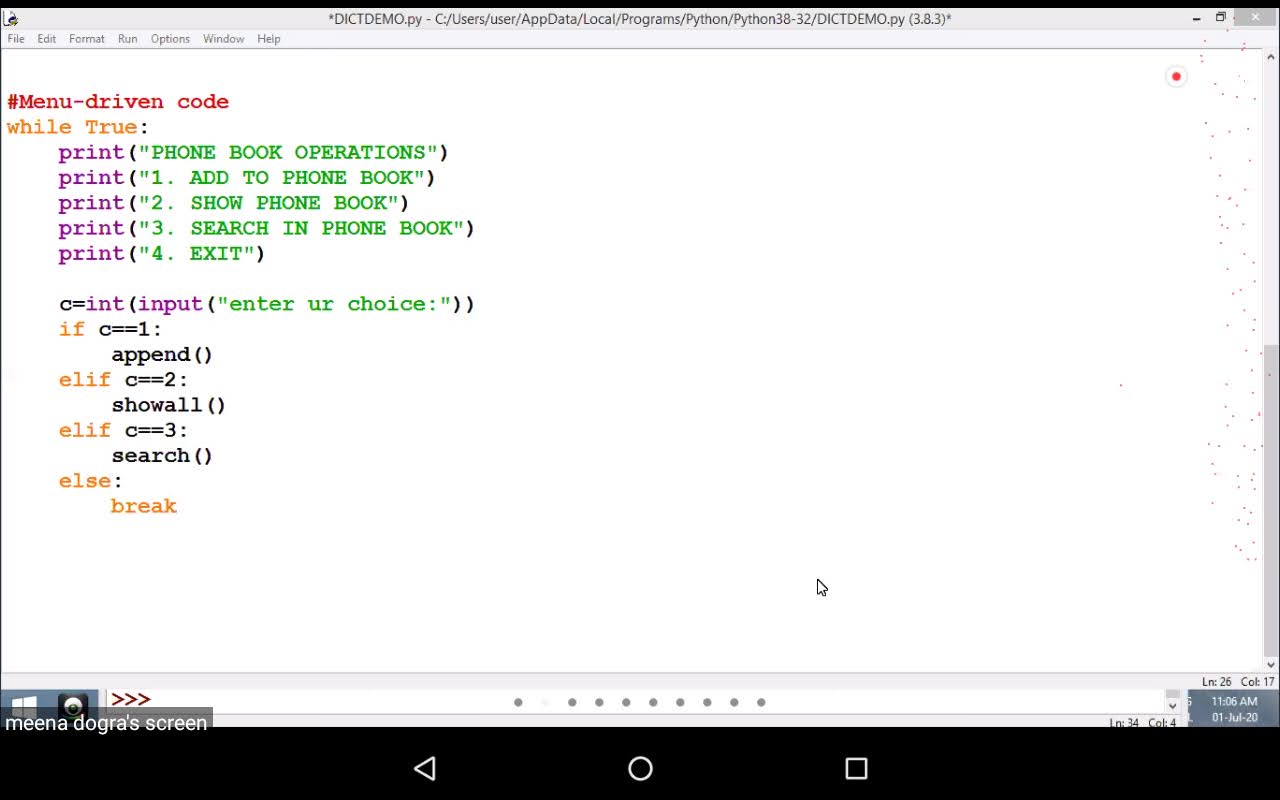 *DICTDEMO.py - C:/Users/user/AppData/Local/Programs/Python/Python38-32/DICTDEMO.py (3.8.3)*
File Edit Format Run Options Window Help
#Menu-driven code
while True:
    print("PHONE BOOK OPERATIONS")
    print("1. ADD TO PHONE BOOK")
    print("2. SHOW PHONE BOOK")
    print("3. SEARCH IN PHONE BOOK")
    print("4. EXIT")
    c=int(input("enter ur choice:"))
    if c==1:
        append()
    elif c==2:
        showall()
    elif c==3:
        search()
    else:
        break
Ln: 26 Col: 17
>>>
11:06 AM
meena dogra's screen
Ln: 34 Col: 4
01-Jul-20